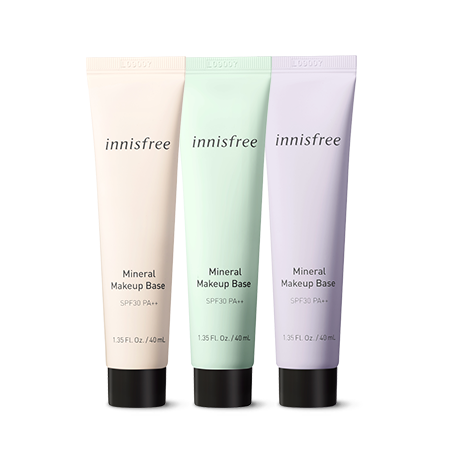 innisfree
Mineral
Makeup Base
SPF30 PA++
1.35 Fl. Oz. / 40 mL
innisfree
Mineral
Makeup Base
SPF30 PA++
1.35 Fl. Oz. / 40 mL
innisfree
Mineral
Makeup Base
SPF30 PA++
1.35 Fl. Oz. / 40 mL